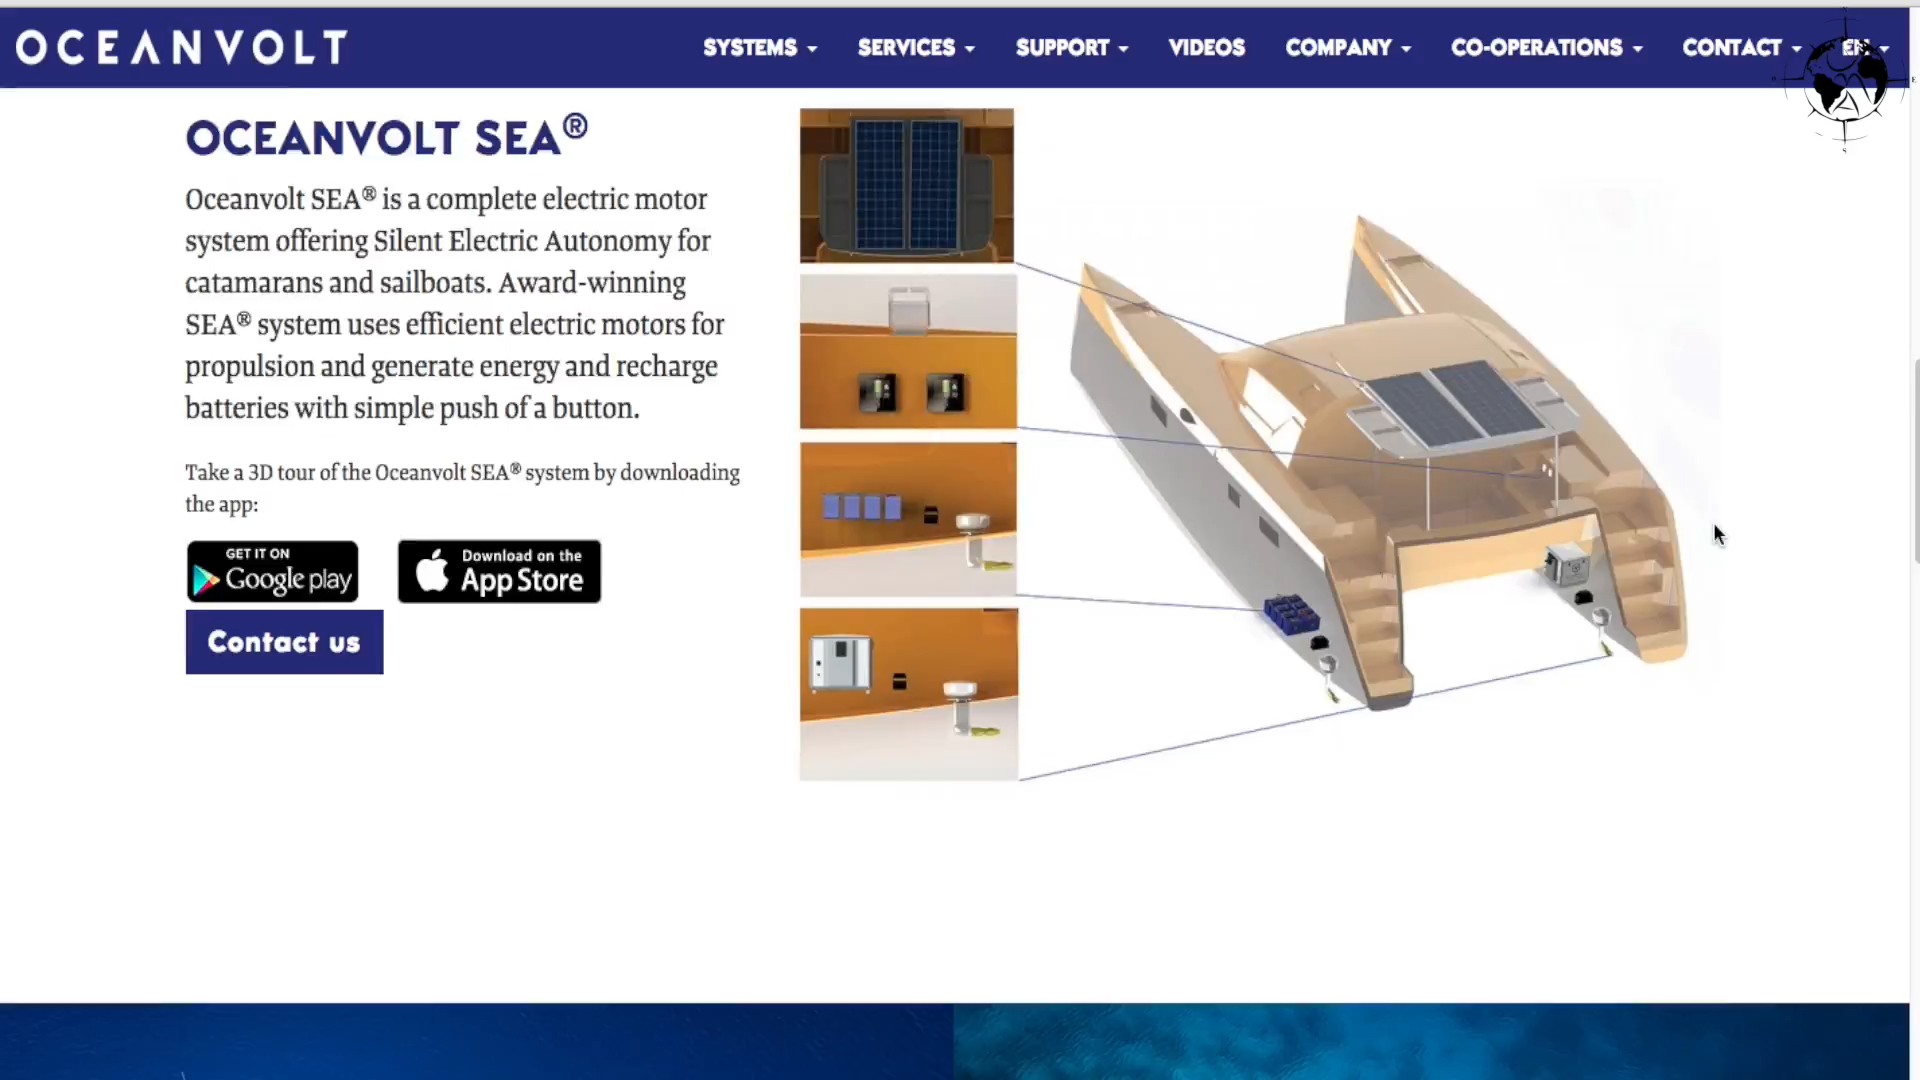 OCEANVOLT
SYSTEMS
SERVICES
SUPPORT
VIDEOS
COMPANY
CO-OPERATIONS
CONTACT
EN
E
S
OCEANVOLT SEA®
Oceanvolt SEA® is a complete electric motor
system offering Silent Electric Autonomy for
catamarans and sailboats. Award-winning
SEA® system uses efficient electric motors for
propulsion and generate energy and recharge
batteries with simple push of a button.
Take a 3D tour of the Oceanvolt SEA® system by downloading
the app:
GET IT ON
Google play
Download on the
App Store
Contact us